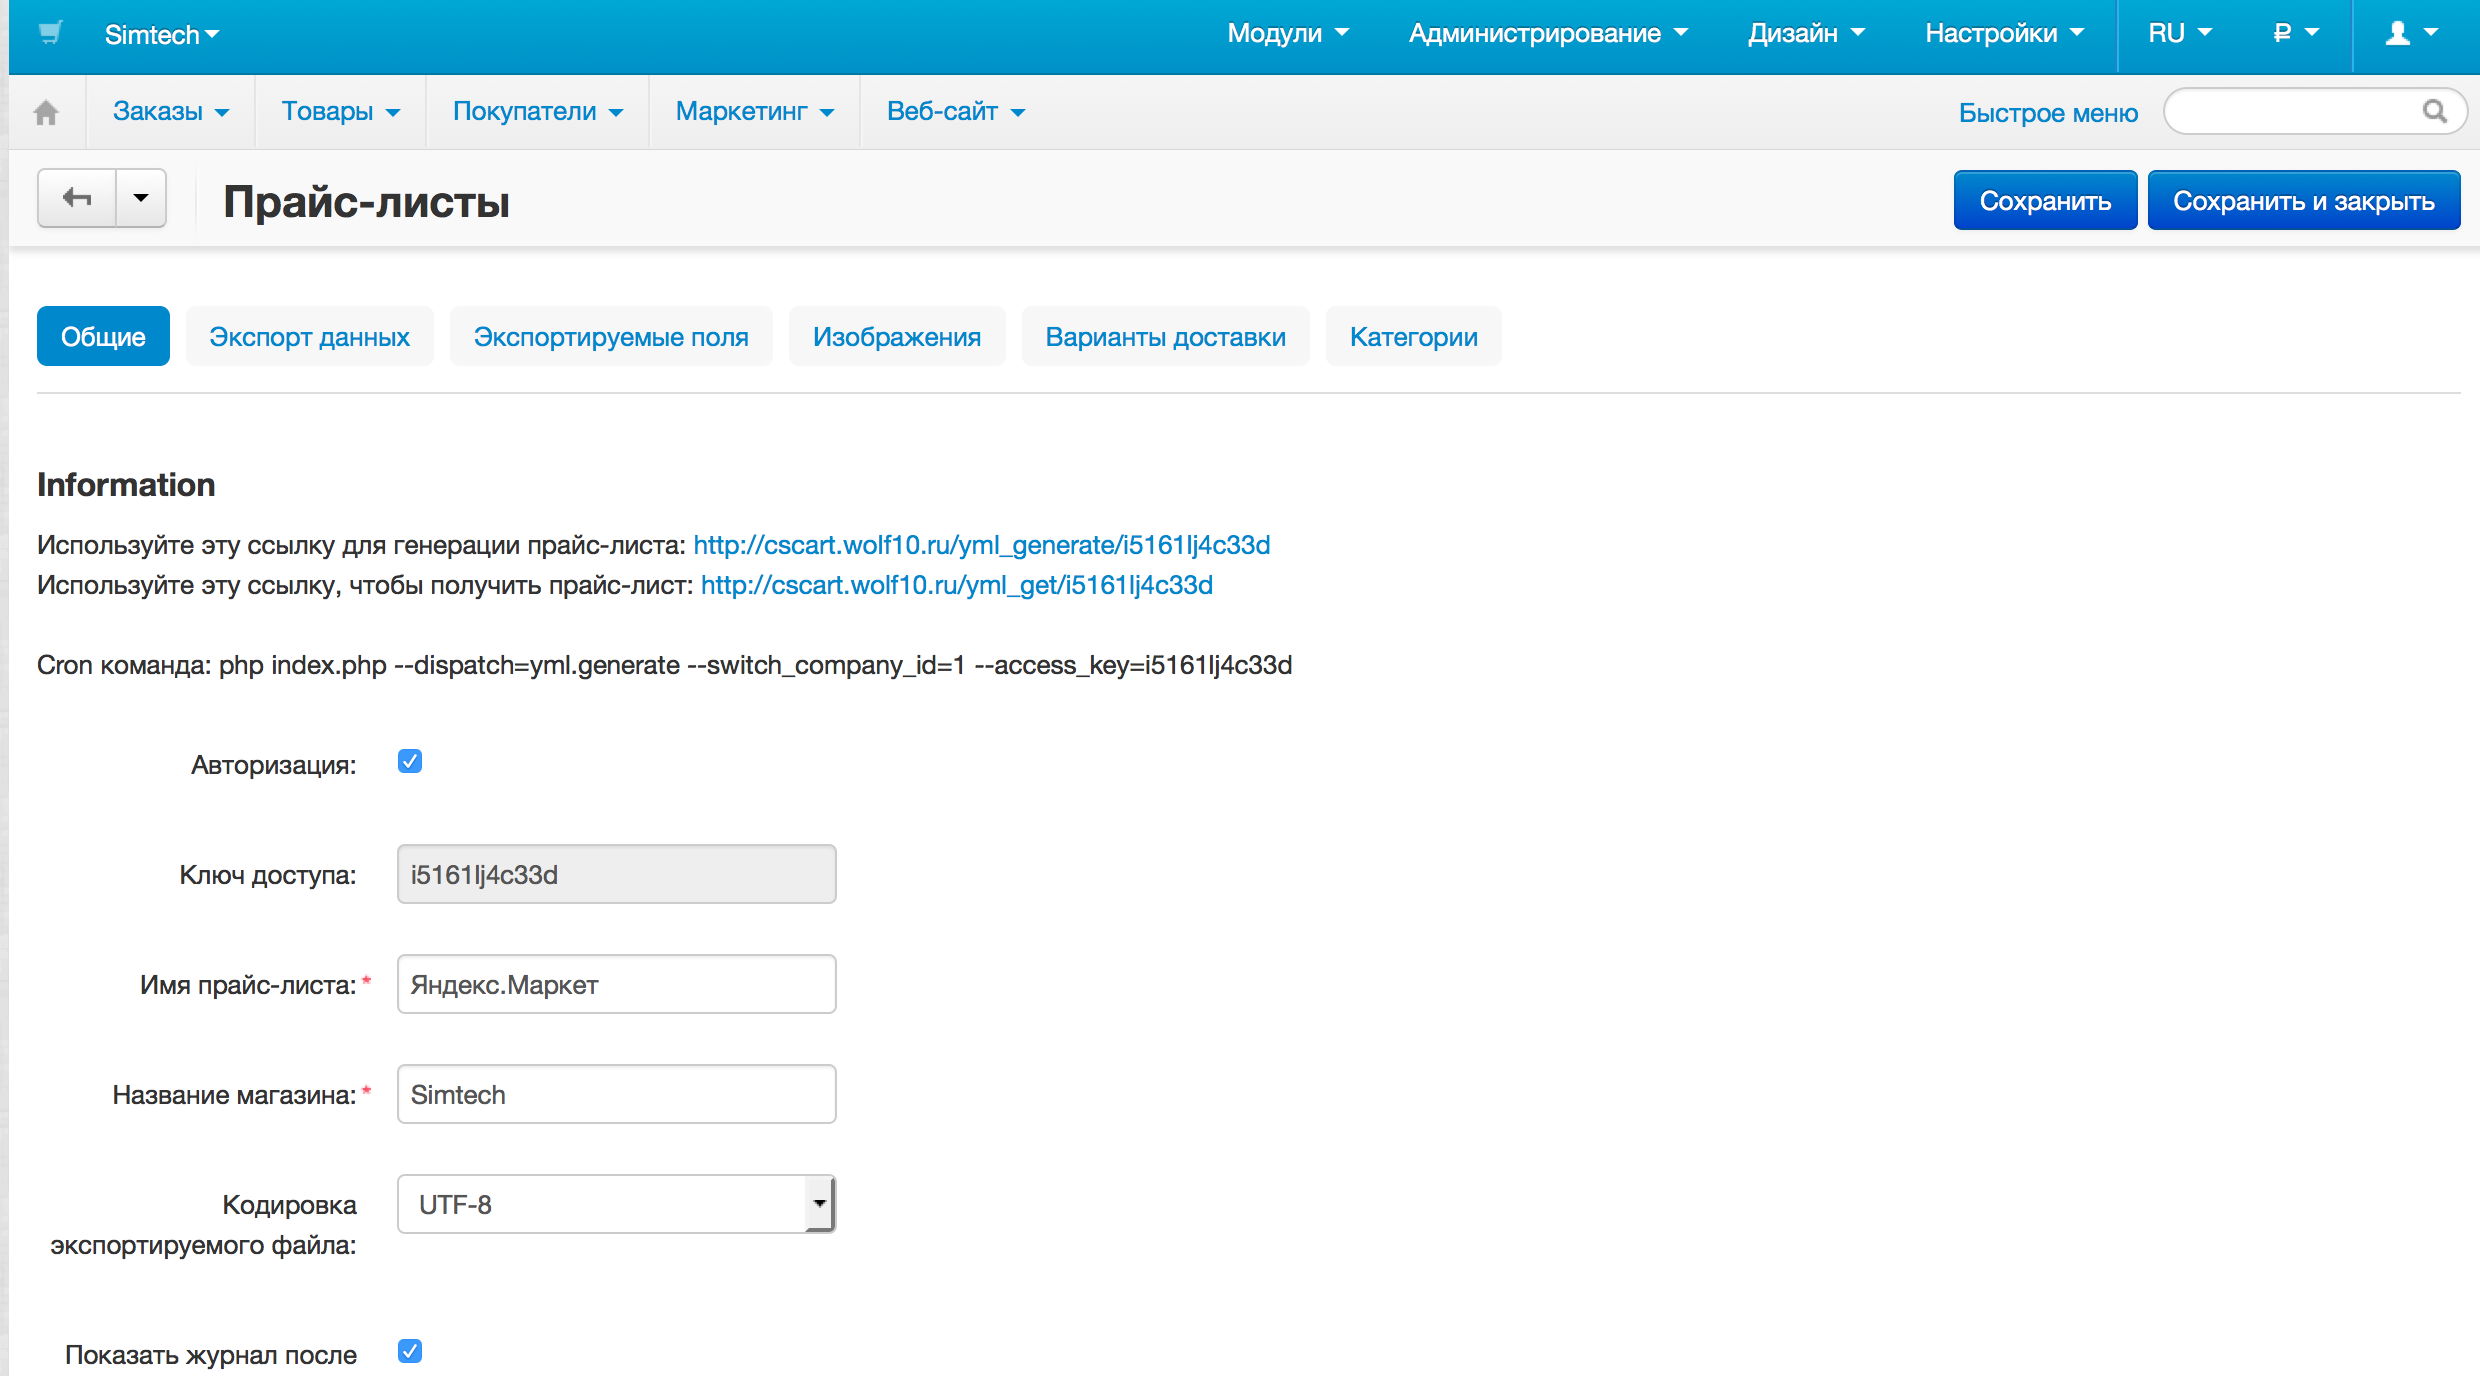 Simtech
Модули
Администрирование
Дизайн
Настройки
RU
₽
Заказы
Товары
Покупатели
Маркетинг
Веб-сайт
Быстрое меню
Прайс-листы
Сохранить
Сохранить и закрыть
Общие
Экспорт данных
Экспортируемые поля
Изображения
Варианты доставки
Категории
Information
Используйте эту ссылку для генерации прайс-листа: http://cscart.wolf10.ru/yml_generate/i5161lj4c33d
Используйте эту ссылку, чтобы получить прайс-лист: http://cscart.wolf10.ru/yml_get/i5161lj4c33d
Cron команда: php index.php --dispatch=yml.generate --switch_company_id=1 --access_key=i5161lj4c33d
Авторизация:
Ключ доступа: i5161lj4c33d
Имя прайс-листа:* Яндекс.Маркет
Название магазина:* Simtech
Кодировка
экспортируемого файла: UTF-8
Показать журнал после